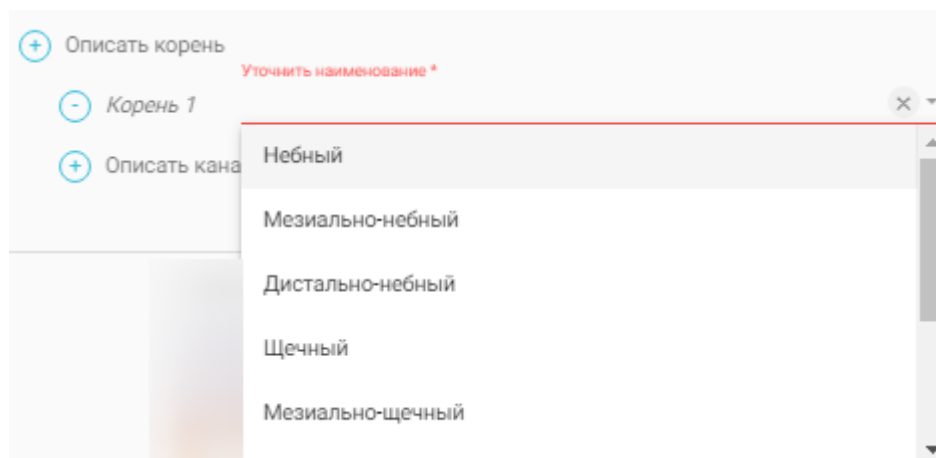 Описать корень
Уточнить наименование *
Корень 1
Небный
Описать кана
Мезиально-небный
Дистально-небный
Щечный
Мезиально-щечный